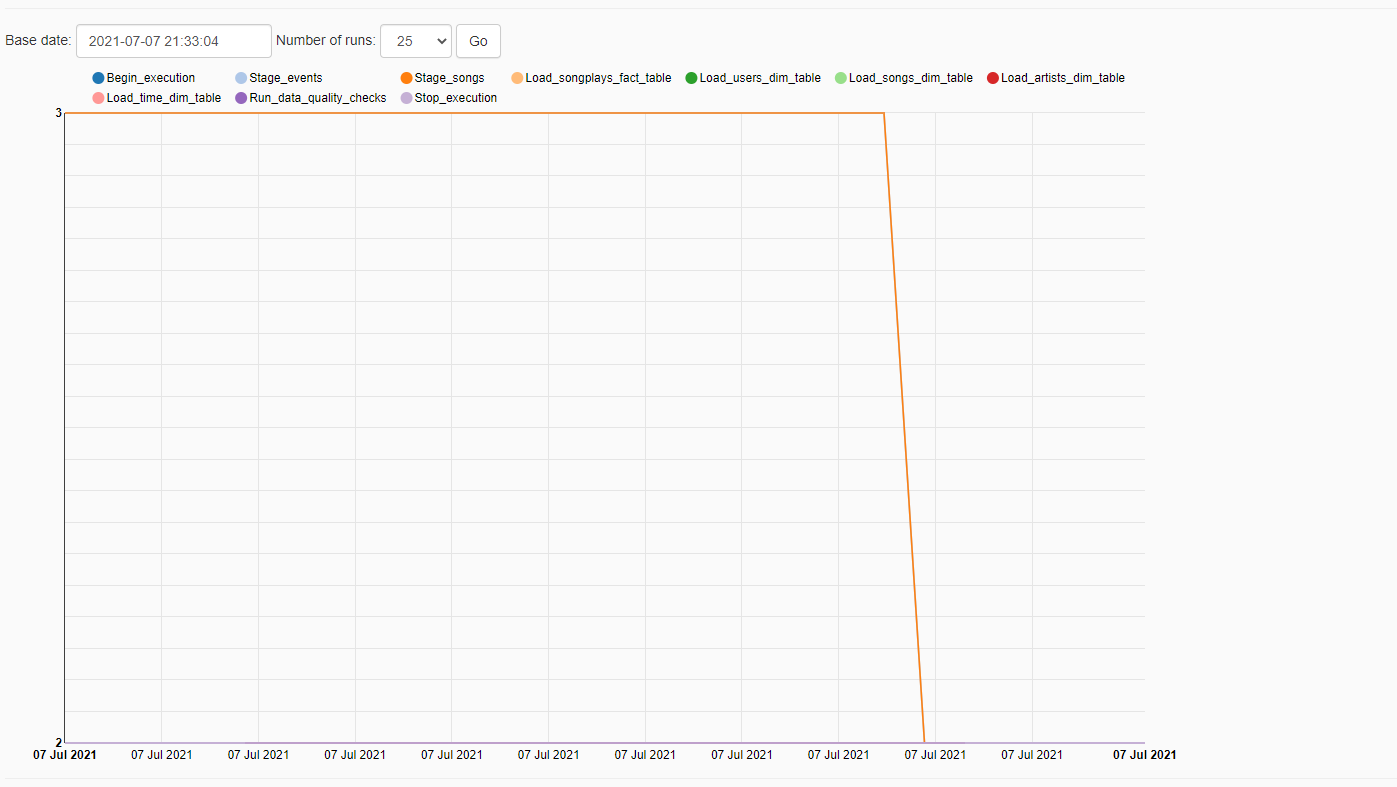 Base date: 2021-07-07 21:33:04 Number of runs: 25 Go
Begin_execution Stage_events Stage_songs Load_songplays_fact_table Load_users_dim_table Load_songs_dim_table Load_artists_dim_table
Load_time_dim_table Run_data_quality_checks Stop_execution
3
2
07 Jul 2021 07 Jul 2021 07 Jul 2021 07 Jul 2021 07 Jul 2021 07 Jul 2021 07 Jul 2021 07 Jul 2021 07 Jul 2021 07 Jul 2021 07 Jul 2021 07 Jul 2021